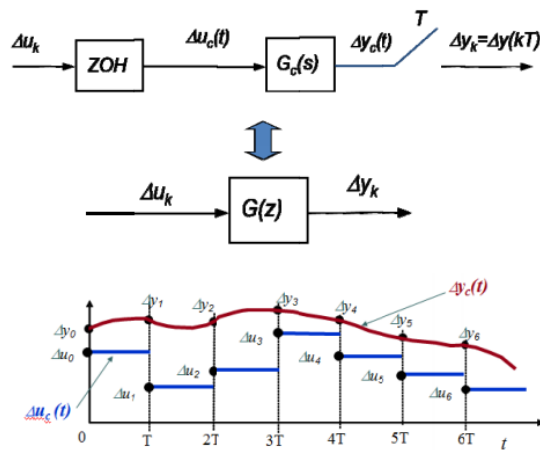 Δu_k Δu_c(t) Δy_c(t) T Δy_k=Δy(kT)
ZOH G_c(s)
Δu_k Δy_k
G(z)
Δy_0 Δy_1 Δy_2 Δy_3 Δy_4 Δy_5 Δy_6 Δy_c(t)
Δu_0 Δu_1 Δu_2 Δu_3 Δu_4 Δu_5 Δu_6
Δu_c(t)
0 T 2T 3T 4T 5T 6T t